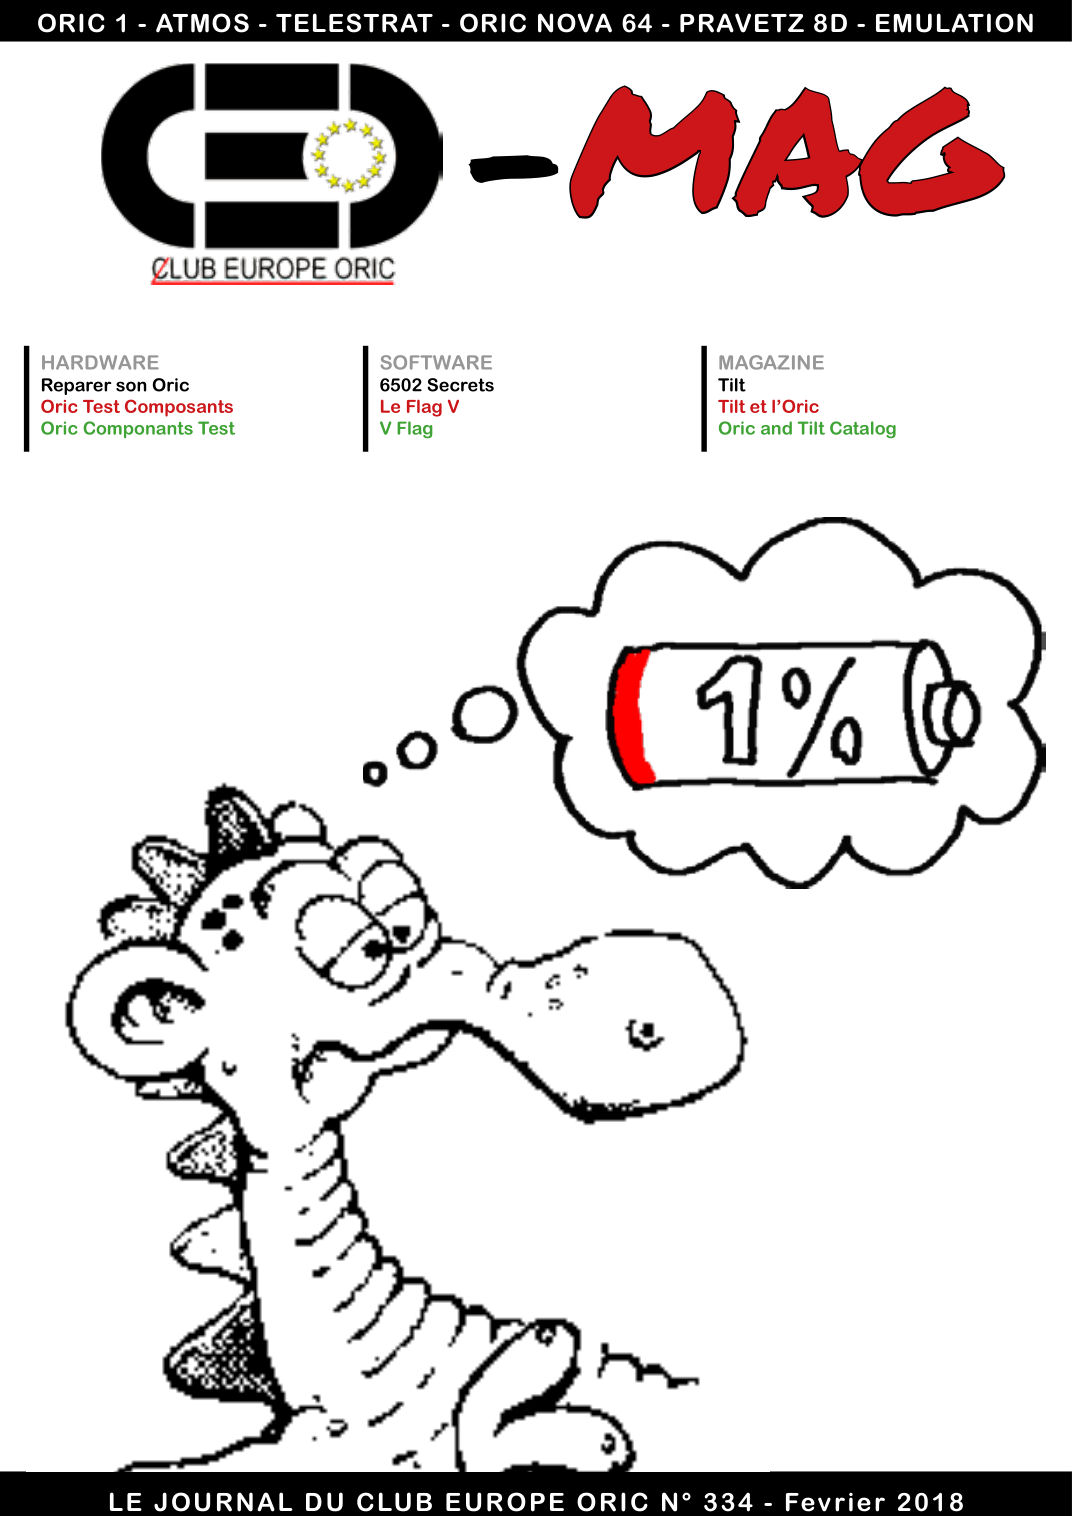 ORIC 1 - ATMOS - TELESTRAT - ORIC NOVA 64 - PRAVETZ 8D - EMULATION
CEO
-MAG
CLUB EUROPE ORIC
HARDWARE
Reparer son Oric
Oric Test Composants
Oric Componants Test
SOFTWARE
6502 Secrets
Le Flag V
V Flag
MAGAZINE
Tilt
Tilt et l’Oric
Oric and Tilt Catalog
1%
LE JOURNAL DU CLUB EUROPE ORIC N° 334 - Fevrier 2018